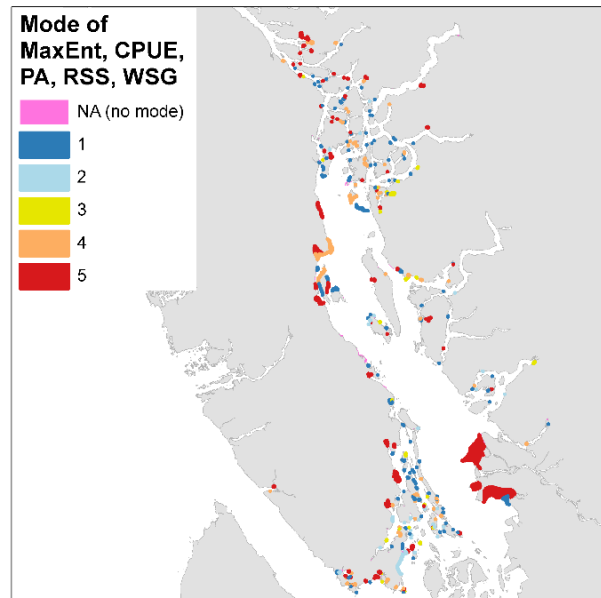 Mode of
MaxEnt, CPUE,
PA, RSS, WSG
NA (no mode)
1
2
3
4
5